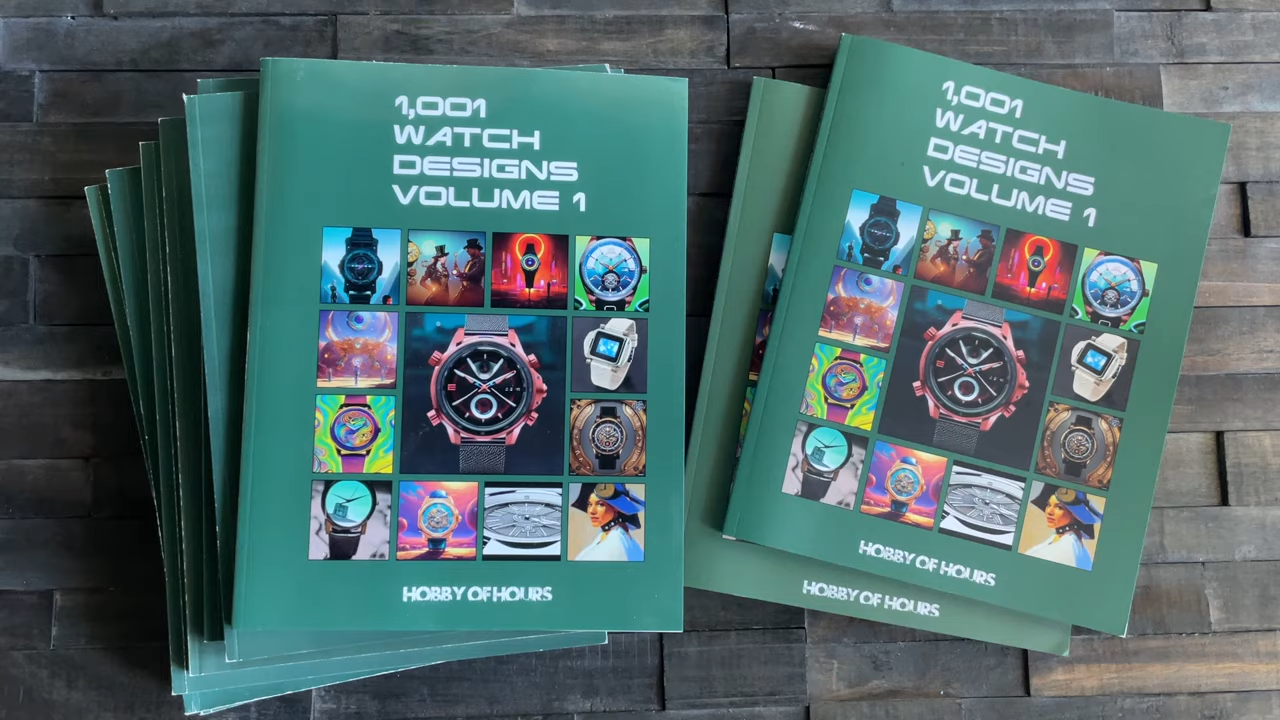 1,001
WATCH
DESIGNS
VOLUME 1
HOBBY OF HOURS
1,001
WATCH
DESIGNS
VOLUME 1
HOBBY OF HOURS
HOBBY OF HOURS